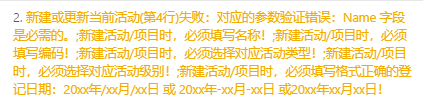 2. 新建或更新当前活动(第4行)失败：对应的参数验证错误：Name 字段
是必需的。;新建活动/项目时，必须填写名称！;新建活动/项目时，必须
填写编码！;新建活动/项目时，必须选择对应活动类型！;新建活动/项目
时，必须选择对应活动级别！;新建活动/项目时，必须填写格式正确的登
记日期：20xx年/xx月/xx日 或 20xx年-xx月-xx日 或20xx年xx月xx日！